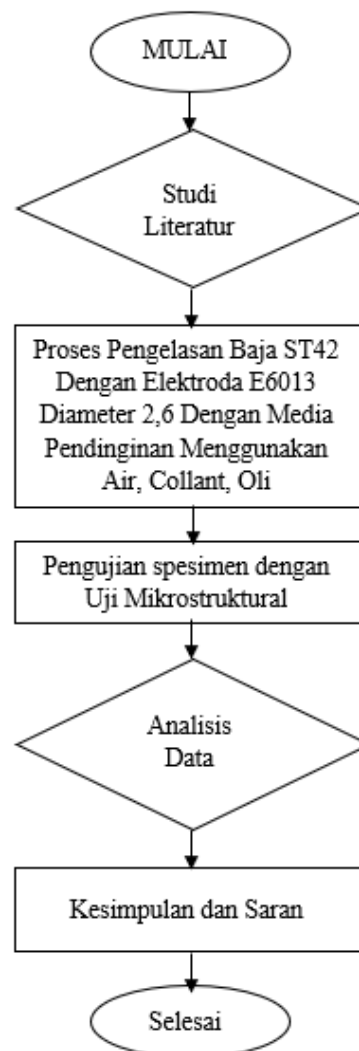 MULAI
Studi
Literatur
Proses Pengelasan Baja ST42
Dengan Elektroda E6013
Diameter 2,6 Dengan Media
Pendinginan Menggunakan
Air, Collant, Oli
Pengujian spesimen dengan
Uji Mikrostruktural
Analisis
Data
Kesimpulan dan Saran
Selesai